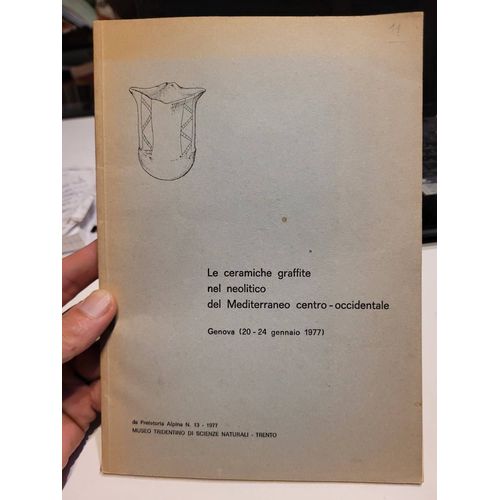 11
Le ceramiche graffite
nel neolitico
del Mediterraneo centro-occidentale
Genova (20-24 gennaio 1977)
da Preistoria Alpina N. 13 - 1977
MUSEO TRIDENTINO DI SCIENZE NATURALI - TRENTO